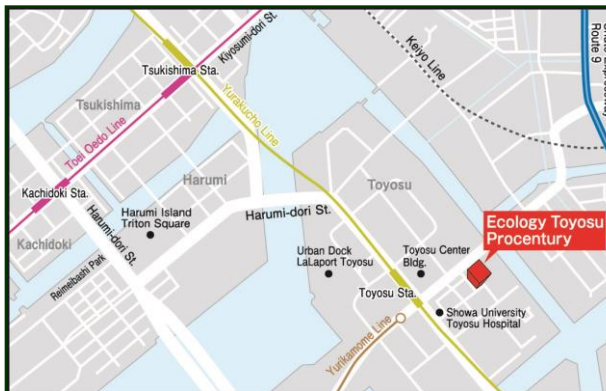 Kiyosumi-dori St.
Keiyo Line
Route 9
Tsukishima Sta.
Tsukishima
Yurakucho Line
Toei Oedo Line
Harumi
Toyosu
Kachidoki Sta.
Harumi Island
Triton Square
Harumi-dori St.
Harumi-dori St.
Ecology Toyosu
Procentury
Kachidoki
Reimeibashi Park
Urban Dock
LaLaport Toyosu
Toyosu Center
Bldg.
Toyosu Sta.
Showa University
Toyosu Hospital
Yurikamome Line